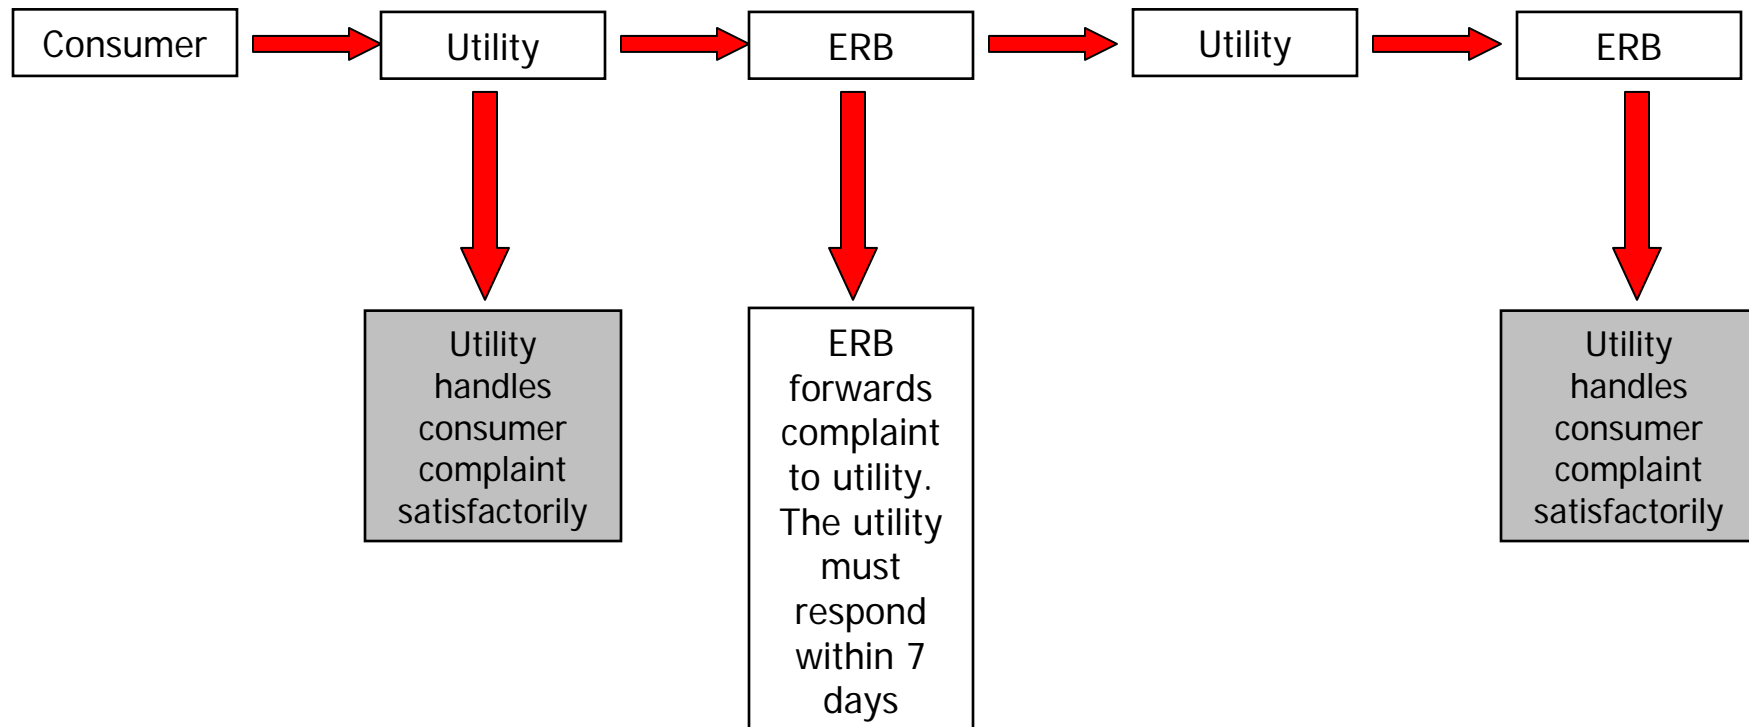 Consumer
Utility
ERB
Utility
ERB
Utility
handles
consumer
complaint
satisfactorily
ERB
forwards
complaint
to utility.
The utility
must
respond
within 7
days
Utility
handles
consumer
complaint
satisfactorily